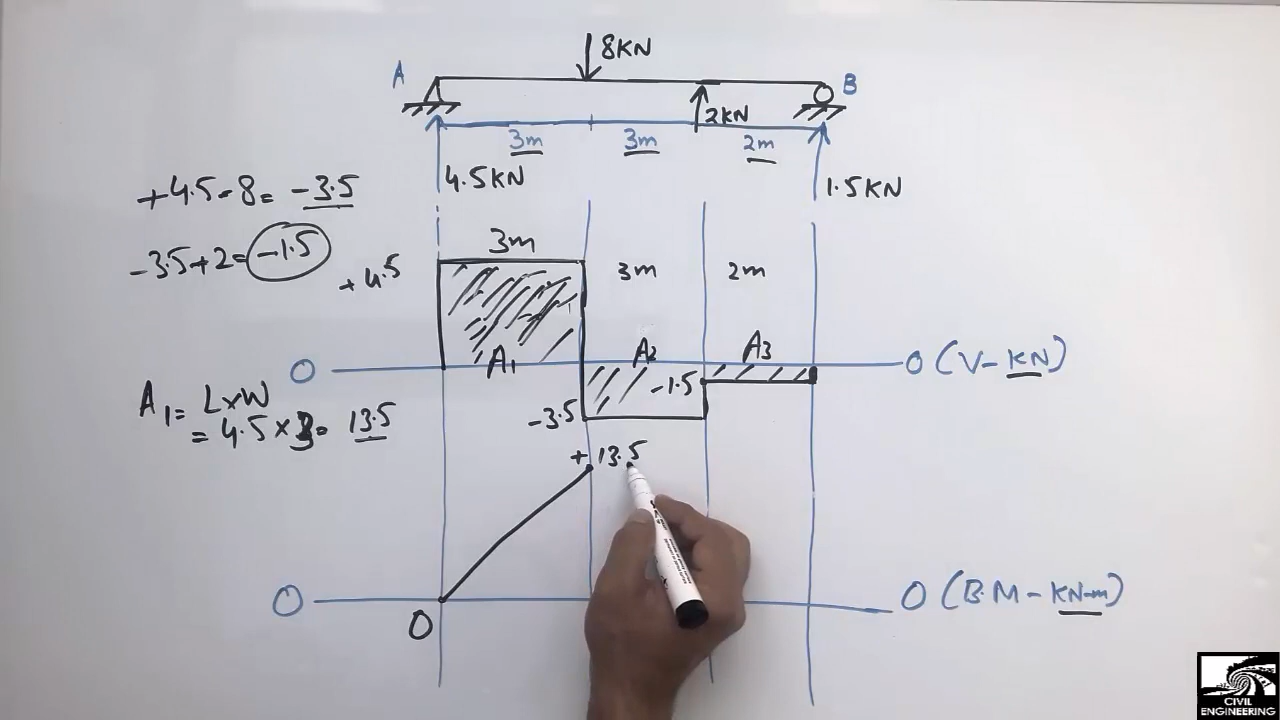 8KN
A
B
2KN
3m 3m 2m
4.5KN
1.5KN
+4.5-8= -3.5
-3.5+2= -1.5
3m
3m
2m
+4.5
A1
A2
A3
0
0 (V-KN)
-1.5
-3.5
A1= L×W
= 4.5×3= 13.5
+13.5
0
0 (B.M-KN-m)
0
CIVIL
ENGINEERING